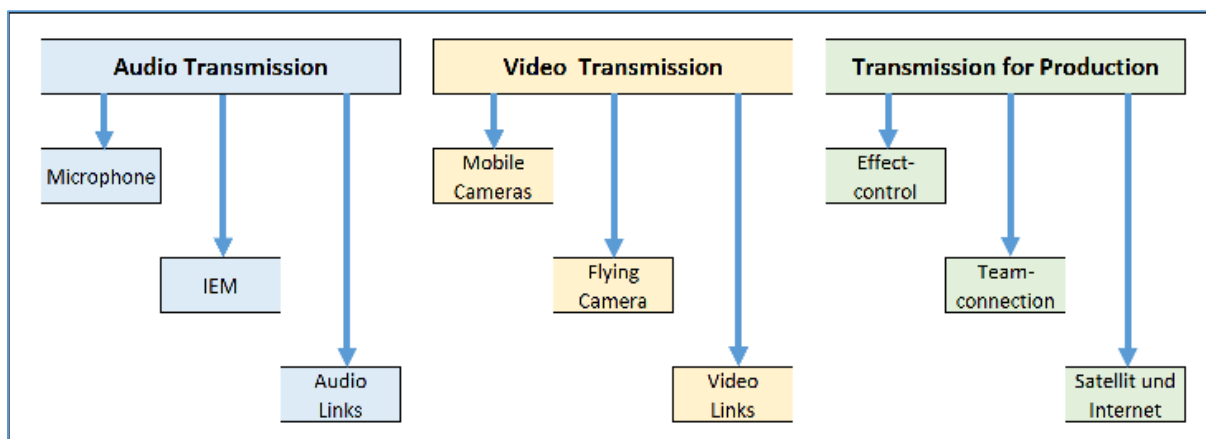 Audio Transmission
Video Transmission
Transmission for Production
Microphone
Mobile
Cameras
Effect-
control
IEM
Flying
Camera
Team-
connection
Audio
Links
Video
Links
Satellit und
Internet